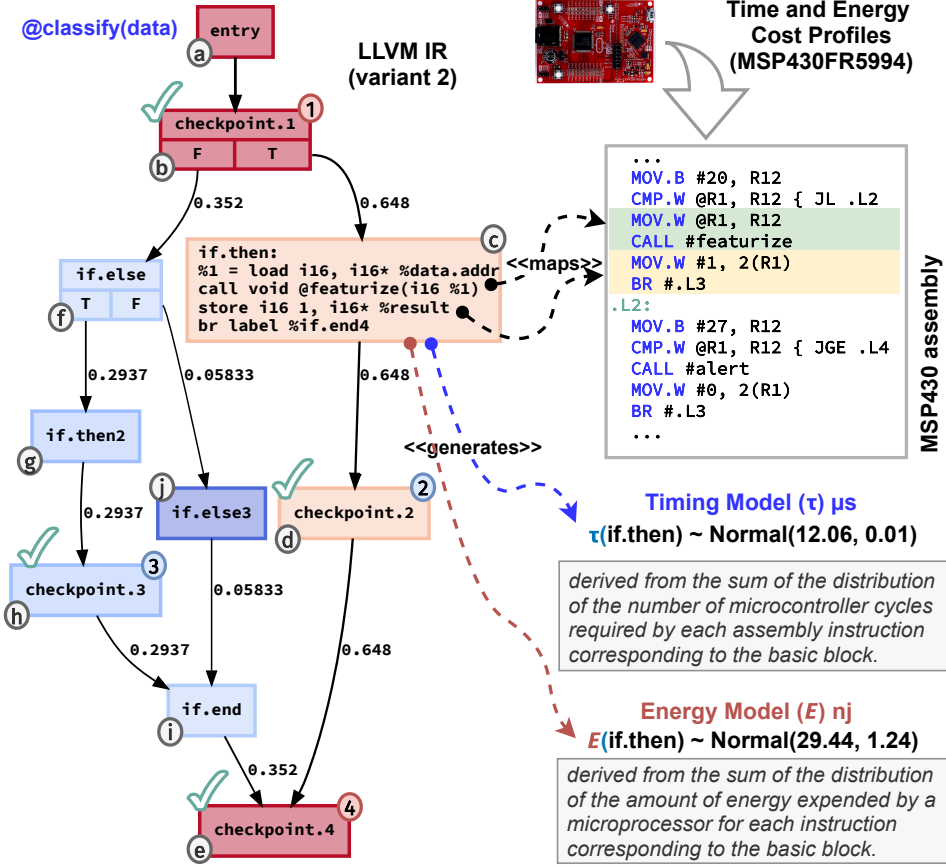 @classify(data)
entry
a
LLVM IR
(variant 2)
Time and Energy
Cost Profiles
(MSP430FR5994)
1
checkpoint.1
F T
b
0.352
0.648
...
MOV.B #20, R12
CMP.W @R1, R12 { JL .L2
MOV.W @R1, R12
CALL #featurize
MOV.W #1, 2(R1)
BR #.L3
.L2:
MOV.B #27, R12
CMP.W @R1, R12 { JGE .L4
CALL #alert
MOV.W #0, 2(R1)
BR #.L3
...
MSP430 assembly
c
if.then:
%1 = load i16, i16* %data.addr
call void @featurize(i16 %1)
store i16 1, i16* %result
br label %if.end4
<<maps>>
if.else
T F
f
0.2937
0.05833
0.648
<<generates>>
if.then2
g
j
if.else3
2
checkpoint.2
d
0.2937
3
checkpoint.3
h
0.05833
0.2937
0.648
if.end
i
0.352
4
checkpoint.4
e
Timing Model (τ) μs
τ(if.then) ~ Normal(12.06, 0.01)
derived from the sum of the distribution
of the number of microcontroller cycles
required by each assembly instruction
corresponding to the basic block.
Energy Model (E) nj
E(if.then) ~ Normal(29.44, 1.24)
derived from the sum of the distribution
of the amount of energy expended by a
microprocessor for each instruction
corresponding to the basic block.